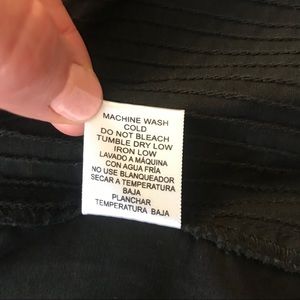 MACHINE WASH
COLD
DO NOT BLEACH
TUMBLE DRY LOW
IRON LOW
LAVADO A MÁQUINA
CON AGUA FRÍA
NO USE BLANQUEADOR
SECAR A TEMPERATURA
BAJA
PLANCHAR
TEMPERATURA BAJA